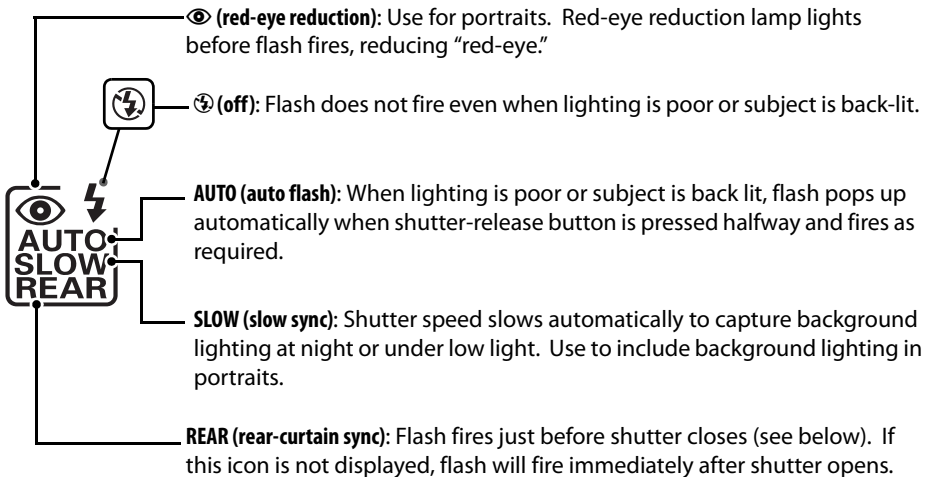 (red-eye reduction): Use for portraits. Red-eye reduction lamp lights
before flash fires, reducing “red-eye.”
(off): Flash does not fire even when lighting is poor or subject is back-lit.
AUTO (auto flash): When lighting is poor or subject is back lit, flash pops up
automatically when shutter-release button is pressed halfway and fires as
required.
AUTO
SLOW
REAR
SLOW (slow sync): Shutter speed slows automatically to capture background
lighting at night or under low light. Use to include background lighting in
portraits.
REAR (rear-curtain sync): Flash fires just before shutter closes (see below). If
this icon is not displayed, flash will fire immediately after shutter opens.